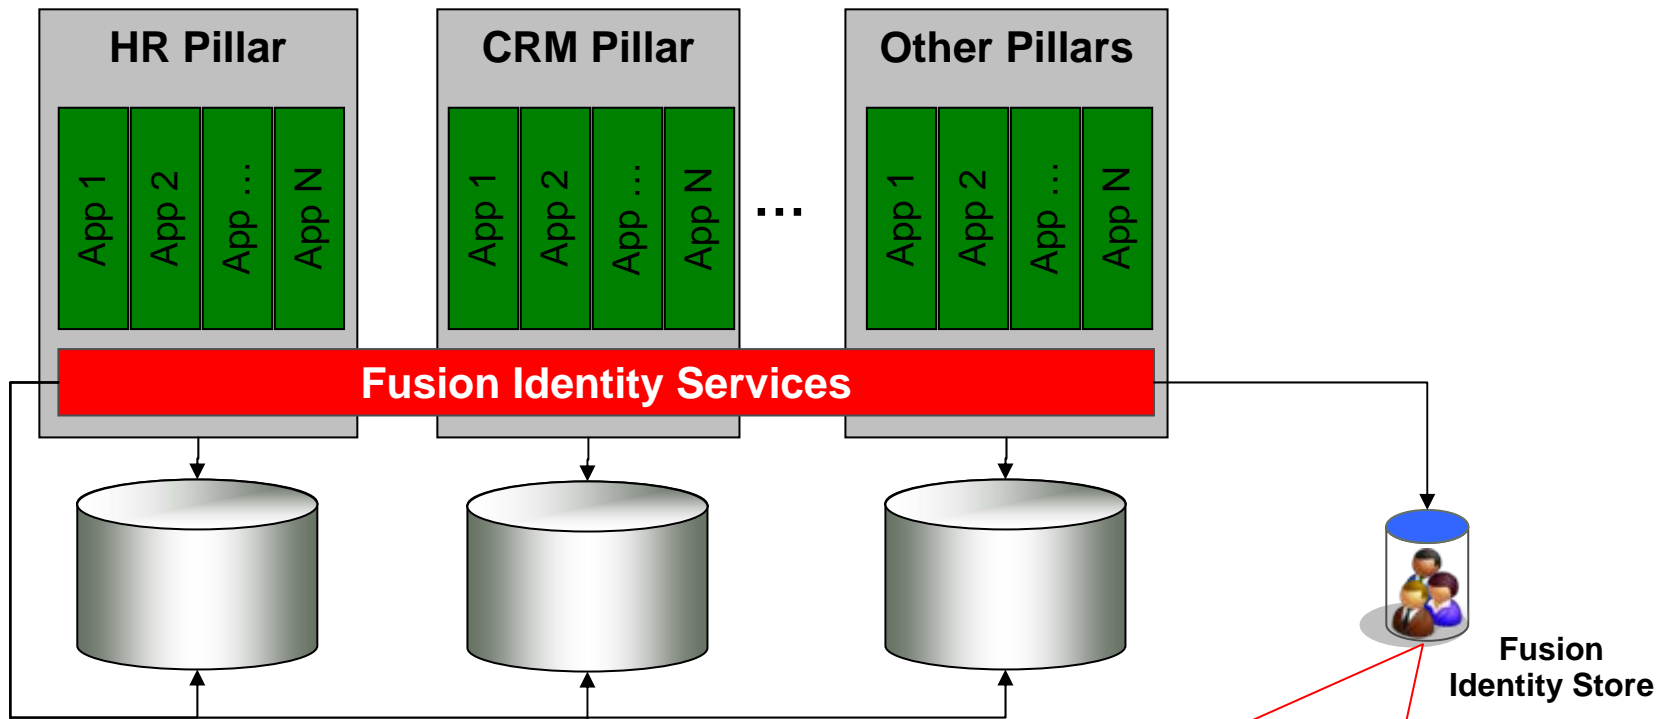 HR Pillar
CRM Pillar
Other Pillars
App 1
App 2
App ...
App N
App 1
App 2
App ...
App N
...
App 1
App 2
App ...
App N
Fusion Identity Services
Fusion
Identity Store